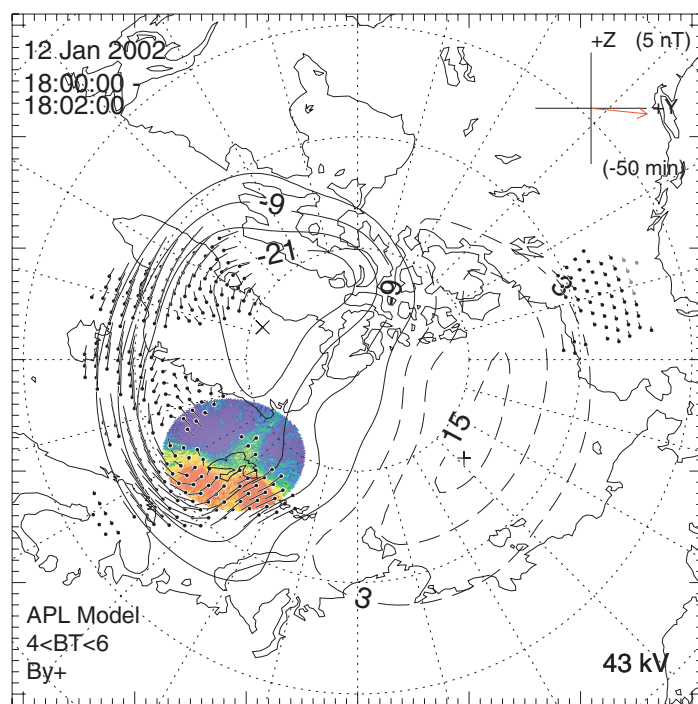 12 Jan 2002
18:00:00 -
18:02:00
+Z (5 nT)
+Y
(-50 min)
-9
-21
-9
3
15
3
APL Model
4<BT<6
By+
43 kV